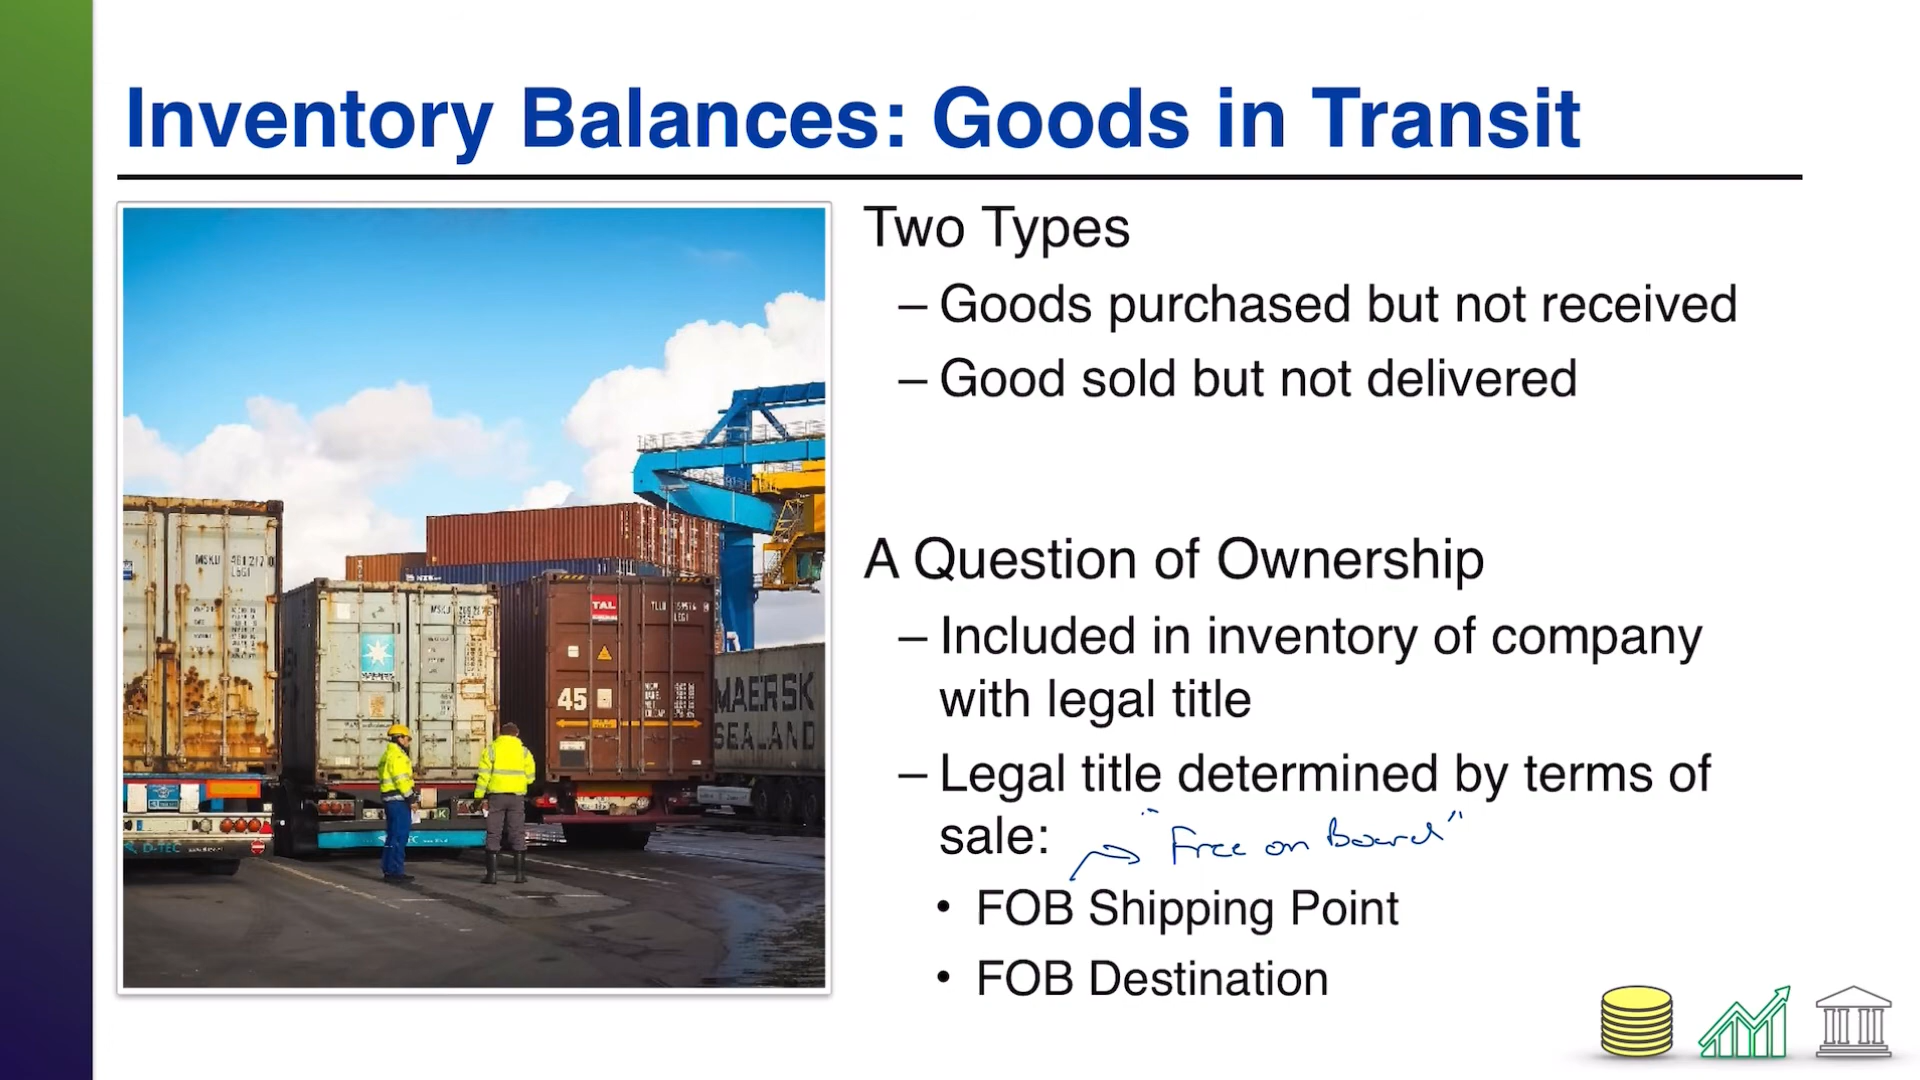 Inventory Balances: Goods in Transit
Two Types
– Goods purchased but not received
– Good sold but not delivered
A Question of Ownership
– Included in inventory of company
with legal title
– Legal title determined by terms of
sale:
"Free on Board"
• FOB Shipping Point
• FOB Destination
TAL
45
MAERSK
SEALAND
D-TEC